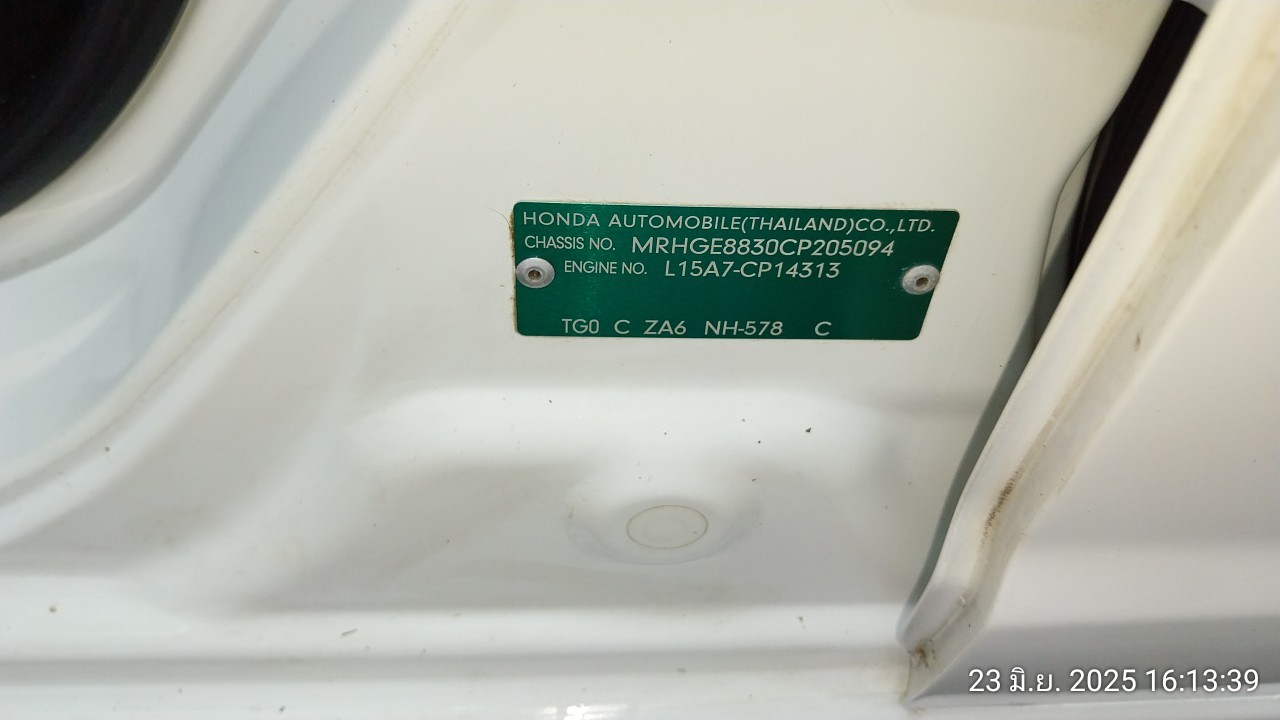 HONDA AUTOMOBILE(THAILAND)CO.,LTD.
CHASSIS NO. MRHGE8830CP205094
ENGINE NO. L15A7-CP14313
TG0 C ZA6 NH-578 C
23 มิ.ย. 2025 16:13:39